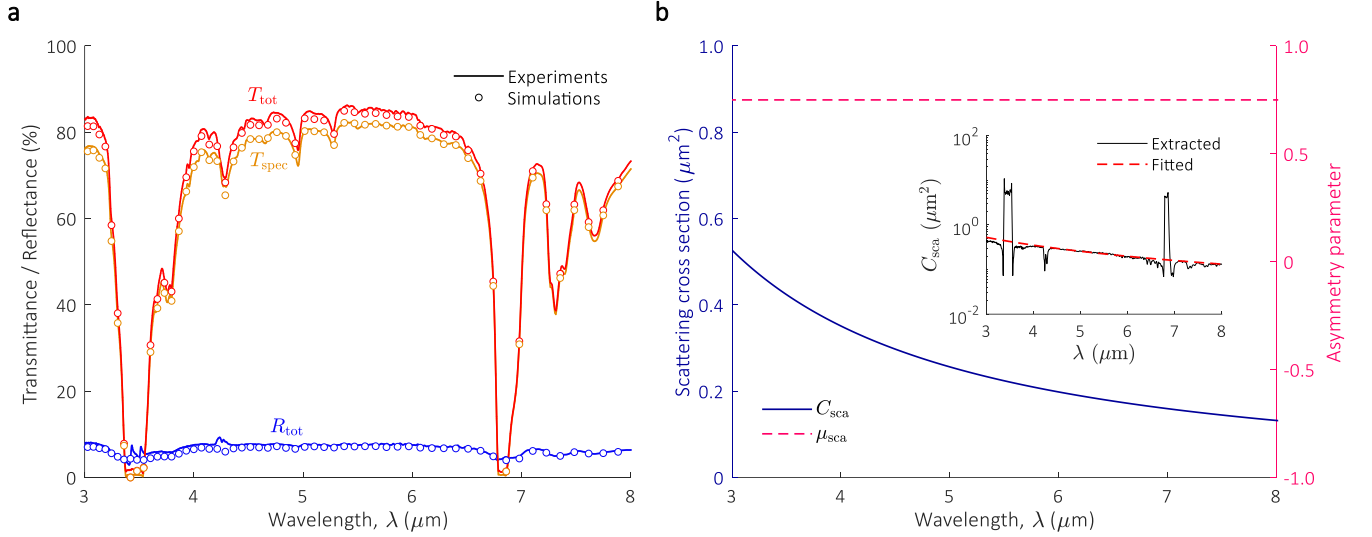 a
Transmittance / Reflectance (%)
100
80
60
40
20
0
3
4
5
6
7
8
Wavelength, λ (μm)
T_tot
T_spec
R_tot
Experiments
Simulations
b
Scattering cross section (μm²)
1.0
0.8
0.6
0.4
0.2
0
3
4
5
6
7
8
Wavelength, λ (μm)
C_sca
μ_sca
1.0
0.5
0
-0.5
-1.0
Asymmetry parameter
C_sca (μm²)
10²
10⁰
10⁻²
3
4
5
6
7
8
λ (μm)
Extracted
Fitted